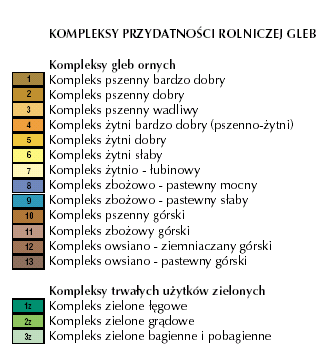 KOMPLEKSY PRZYDATNOŚCI ROLNICZEJ GLEB
Kompleksy gleb ornych
1 Kompleks pszenny bardzo dobry
2 Kompleks pszenny dobry
3 Kompleks pszenny wadliwy
4 Kompleks żytni bardzo dobry (pszenno-żytni)
5 Kompleks żytni dobry
6 Kompleks żytni słaby
7 Kompleks żytnio - łubinowy
8 Kompleks zbożowo - pastewny mocny
9 Kompleks zbożowo - pastewny słaby
10 Kompleks pszenny górski
11 Kompleks zbożowy górski
12 Kompleks owsiano - ziemniaczany górski
13 Kompleks owsiano - pastewny górski
Kompleksy trwałych użytków zielonych
1z Kompleks zielone łęgowe
2z Kompleks zielone grądowe
3z Kompleks zielone bagienne i pobagienne